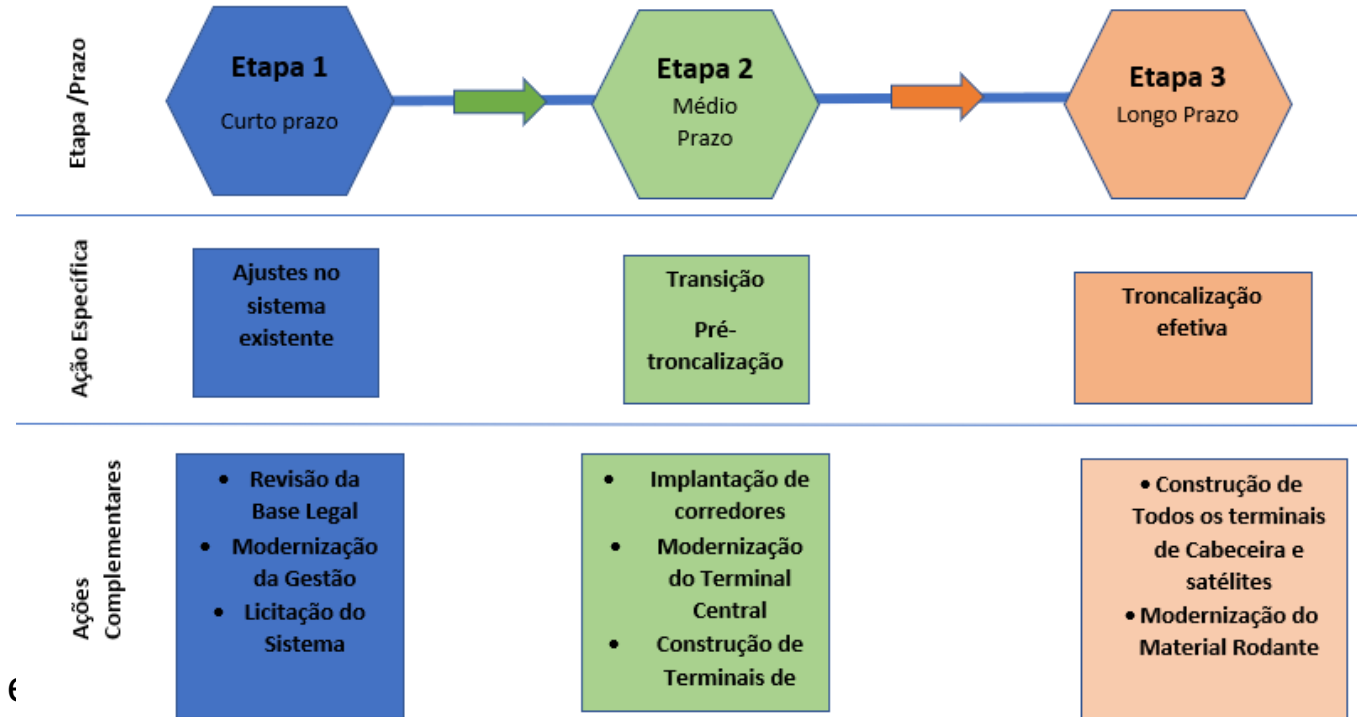 Etapa /Prazo
Etapa 1
Curto prazo
Etapa 2
Médio
Prazo
Etapa 3
Longo Prazo
Ação Específica
Ajustes no
sistema
existente
Transição
Pré-
troncalização
Troncalização
efetiva
Ações
Complementares
• Revisão da
Base Legal
• Modernização
da Gestão
• Licitação do
Sistema
• Implantação de
corredores
• Modernização
do Terminal
Central
• Construção de
Terminais de
• Construção de
Todos os terminais
de Cabeceira e
satélites
• Modernização do
Material Rodante